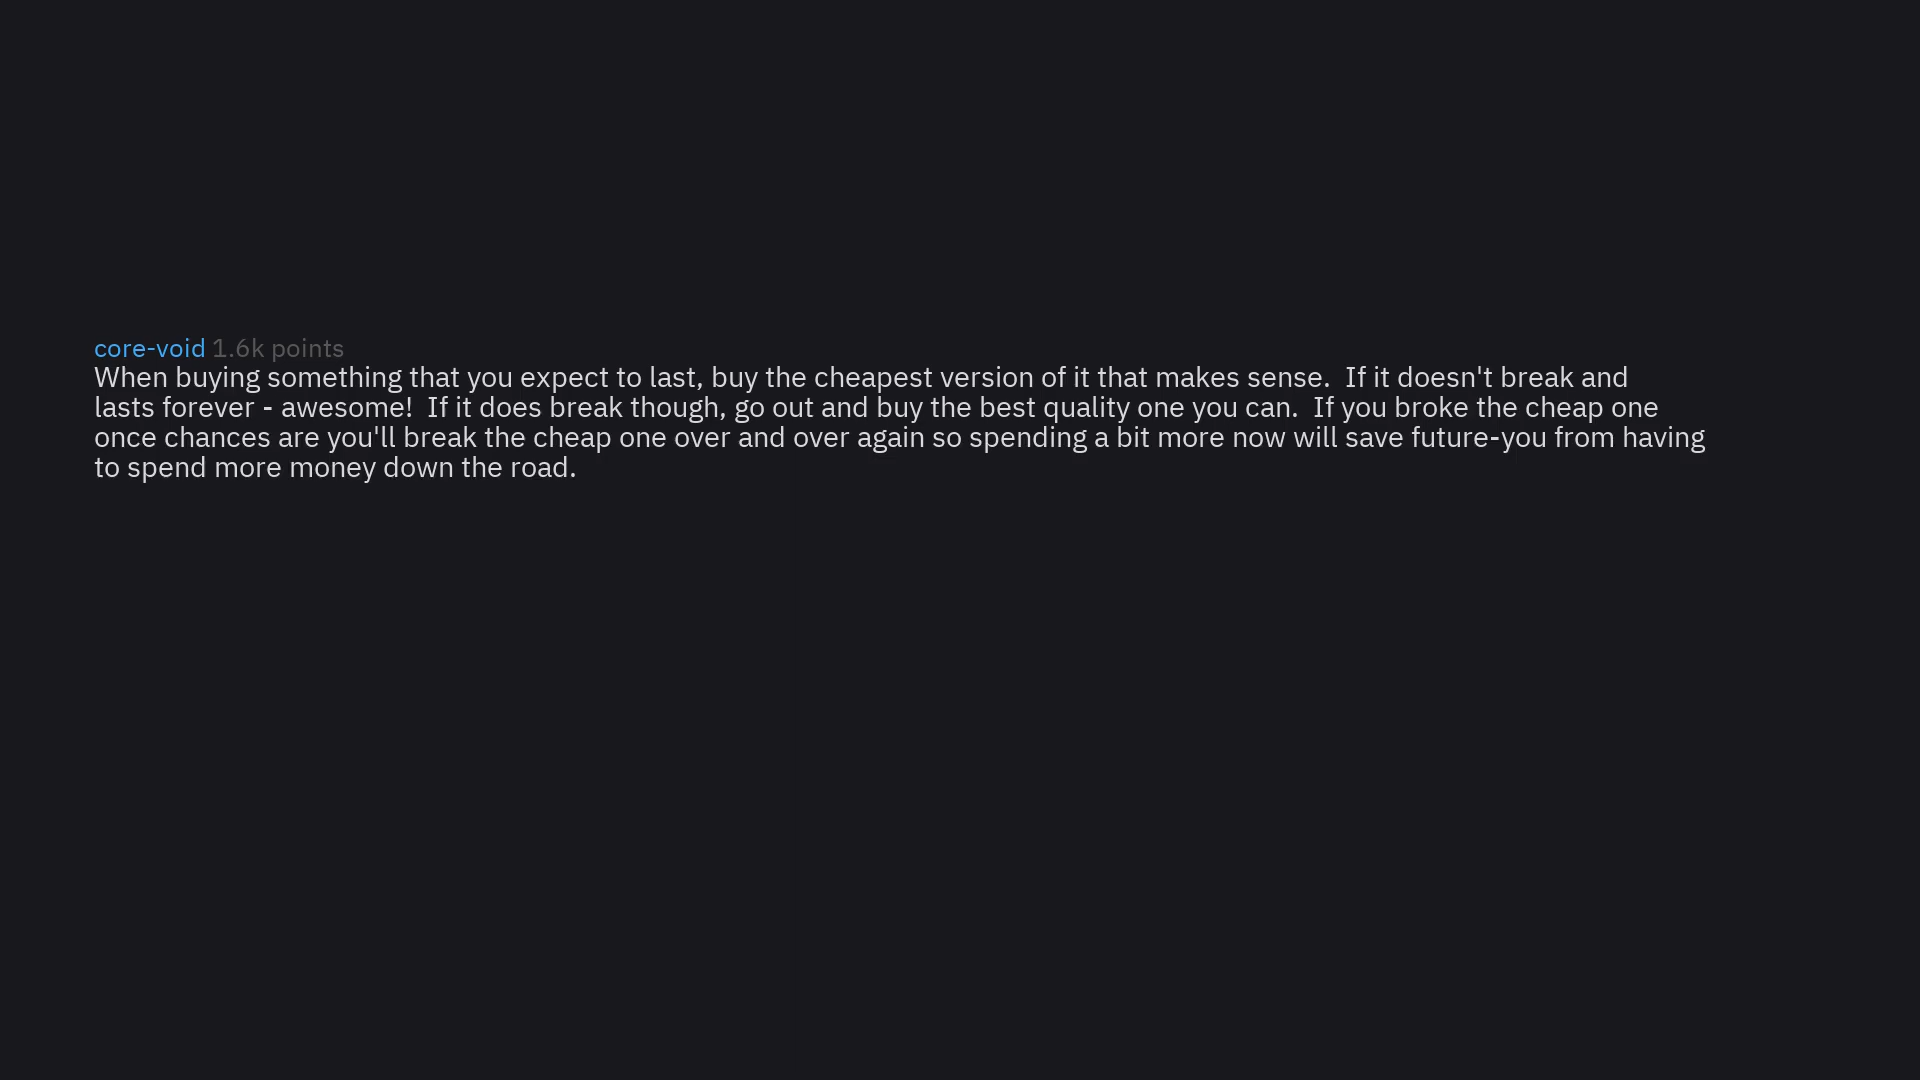 core-void 1.6k points
When buying something that you expect to last, buy the cheapest version of it that makes sense.  If it doesn't break and
lasts forever - awesome!  If it does break though, go out and buy the best quality one you can.  If you broke the cheap one
once chances are you'll break the cheap one over and over again so spending a bit more now will save future-you from having
to spend more money down the road.